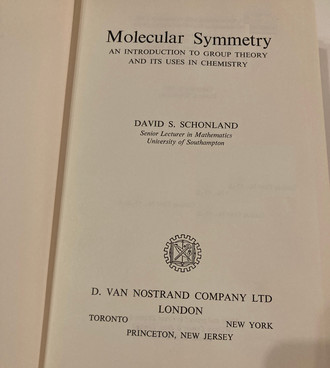 Molecular Symmetry
AN INTRODUCTION TO GROUP THEORY
AND ITS USES IN CHEMISTRY
DAVID S. SCHONLAND
Senior Lecturer in Mathematics
University of Southampton
D. VAN NOSTRAND COMPANY LTD
LONDON
TORONTO NEW YORK
PRINCETON, NEW JERSEY